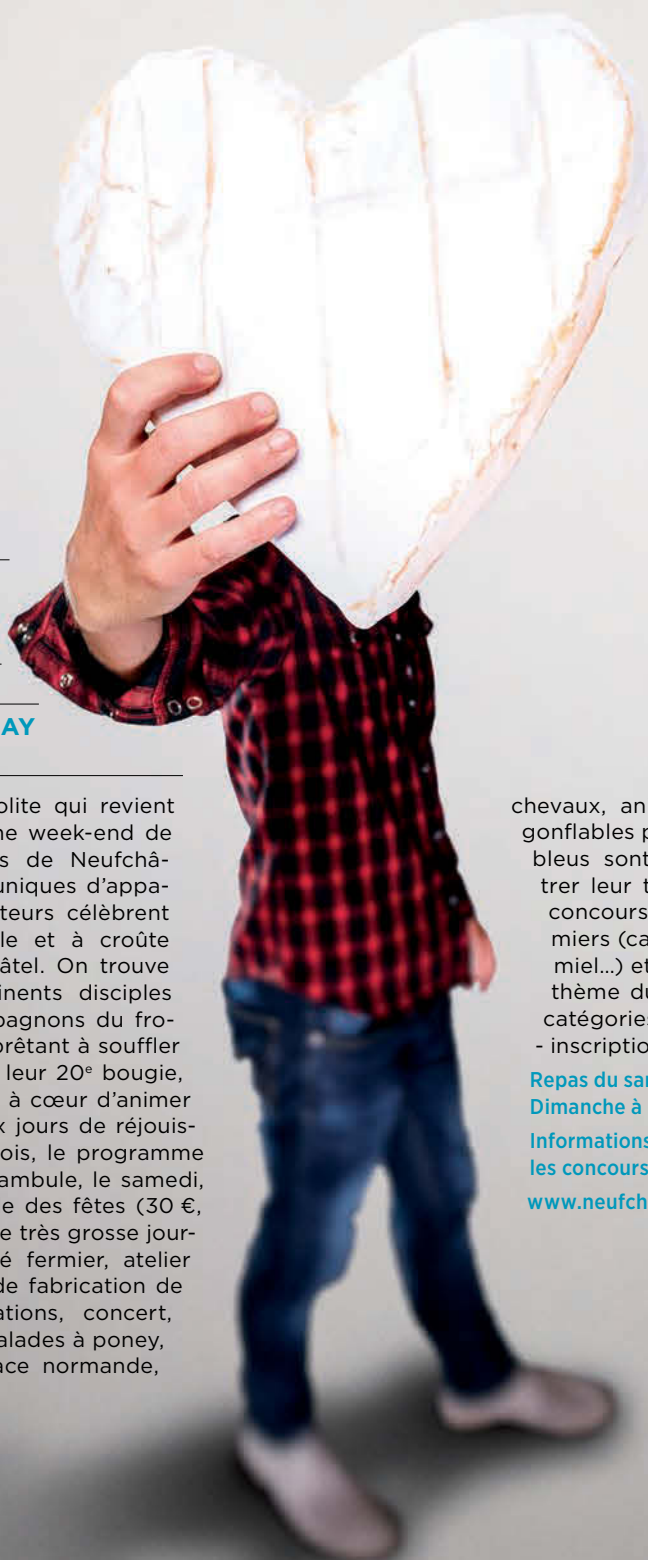 AY
olite qui revient
ne week-end de
s de Neufchâ-
uniques d'appa-
teurs célèbrent
le et à croûte
âtel. On trouve
inents disciples
pagnons du fro-
prêtant à souffler
leur 20e bougie,
à cœur d'animer
x jours de réjouis-
ois, le programme
ambule, le samedi,
e des fêtes (30 €,
e très grosse jour-
é fermier, atelier
de fabrication de
ations, concert,
alades à poney,
ace normande,
chevaux, an
gonflables p
bleus sont
trer leur t
concours
miers (ca
miel...) et
thème du
catégories
- inscriptio
Repas du sa
Dimanche à
Informations
les concours
www.neufch